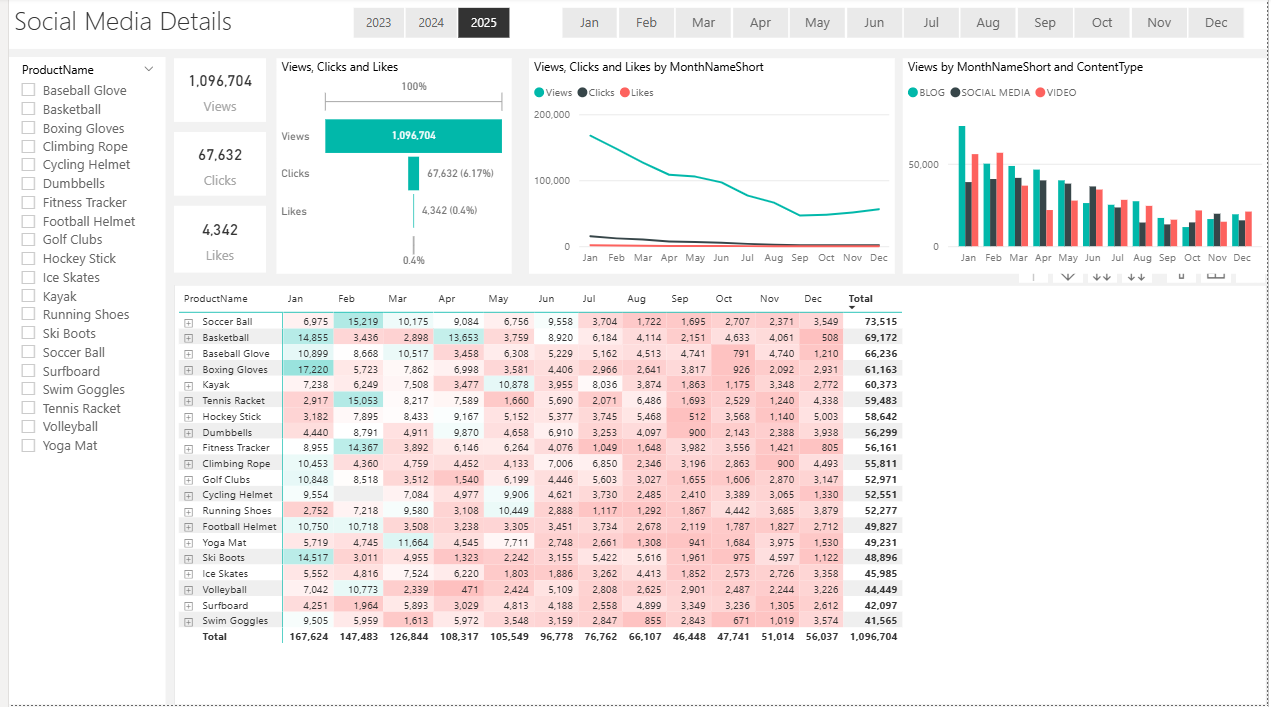 Social Media Details
2023 2024 2025
Jan Feb Mar Apr May Jun Jul Aug Sep Oct Nov Dec
ProductName
Baseball Glove
Basketball
Boxing Gloves
Climbing Rope
Cycling Helmet
Dumbbells
Fitness Tracker
Football Helmet
Golf Clubs
Hockey Stick
Ice Skates
Kayak
Running Shoes
Ski Boots
Soccer Ball
Surfboard
Swim Goggles
Tennis Racket
Volleyball
Yoga Mat
1,096,704
Views
67,632
Clicks
4,342
Likes
Views, Clicks and Likes
100%
Views 1,096,704
Clicks 67,632 (6.17%)
Likes 4,342 (0.4%)
0.4%
Views, Clicks and Likes by MonthNameShort
Views Clicks Likes
200,000
100,000
0
Jan Feb Mar Apr May Jun Jul Aug Sep Oct Nov Dec
Views by MonthNameShort and ContentType
BLOG SOCIAL MEDIA VIDEO
50,000
0
Jan Feb Mar Apr May Jun Jul Aug Sep Oct Nov Dec
ProductName Jan Feb Mar Apr May Jun Jul Aug Sep Oct Nov Dec Total
Soccer Ball 6,975 15,219 10,175 9,084 6,756 9,558 3,704 1,722 1,695 2,707 2,371 3,549 73,515
Basketball 14,855 3,436 2,898 13,653 3,759 8,920 6,184 4,114 2,151 4,633 4,061 508 69,172
Baseball Glove 10,899 8,668 10,517 3,458 6,308 5,229 5,162 4,513 4,741 791 4,740 1,210 66,236
Boxing Gloves 17,220 5,723 7,862 6,998 3,581 4,406 2,966 2,641 3,817 926 2,092 2,931 61,163
Kayak 7,238 6,249 7,508 3,477 10,878 3,955 8,036 3,874 1,863 1,175 3,348 2,772 60,373
Tennis Racket 2,917 15,053 8,217 7,589 1,660 5,690 2,071 6,486 1,693 2,529 1,240 4,338 59,483
Hockey Stick 3,182 7,895 8,433 9,167 5,152 5,377 3,745 5,468 512 3,568 1,140 5,003 58,642
Dumbbells 4,440 8,791 4,911 9,870 4,658 6,910 3,253 4,097 900 2,143 2,388 3,938 56,299
Fitness Tracker 8,955 14,367 3,892 6,146 6,264 4,076 1,049 1,648 3,982 3,556 1,421 805 56,161
Climbing Rope 10,453 4,360 4,759 4,452 4,133 7,006 6,850 2,346 3,196 2,863 900 4,493 55,811
Golf Clubs 10,848 8,518 3,512 1,540 6,199 4,446 5,603 3,027 1,655 1,606 2,870 3,147 52,971
Cycling Helmet 9,554 7,084 4,977 9,906 4,621 3,730 2,485 2,410 3,389 3,065 1,330 52,551
Running Shoes 2,752 7,218 9,580 3,108 10,449 2,888 1,117 1,292 1,867 4,442 3,685 3,879 52,277
Football Helmet 10,750 10,718 3,508 3,238 3,305 3,451 3,734 2,678 2,119 1,787 1,827 2,712 49,827
Yoga Mat 5,719 4,745 11,664 4,545 7,711 2,748 2,661 1,308 941 1,684 3,975 1,530 49,231
Ski Boots 14,517 3,011 4,955 1,323 2,242 3,155 5,422 5,616 1,961 975 4,597 1,122 48,896
Ice Skates 5,552 4,816 7,524 6,220 1,803 1,886 3,262 4,413 1,852 2,573 2,726 3,358 45,985
Volleyball 7,042 10,773 2,339 471 2,424 5,109 2,808 2,625 2,901 2,487 2,244 3,226 44,449
Surfboard 4,251 1,964 5,893 3,029 4,813 4,188 2,558 4,899 3,349 3,236 1,305 2,612 42,097
Swim Goggles 9,505 5,959 1,613 5,972 3,548 3,159 2,847 855 2,843 671 1,019 3,574 41,565
Total 167,624 147,483 126,844 108,317 105,549 96,778 76,762 66,107 46,448 47,741 51,014 56,037 1,096,704